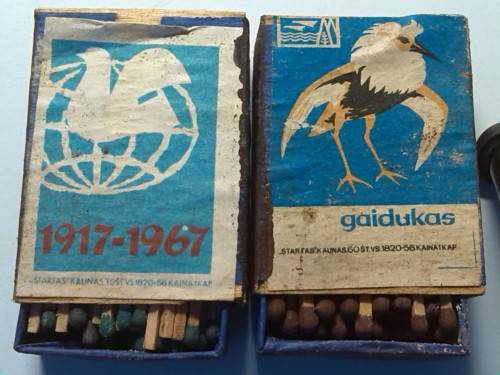 1917-1967
„STARTAS“ KAUNAS 50 ŠT. VS 1820-56 KAINA 1 KAP.
gaidukas
„STARTAS“ KAUNAS. 60 ŠT. VS. 1820-56 KAINA 1 KAP.